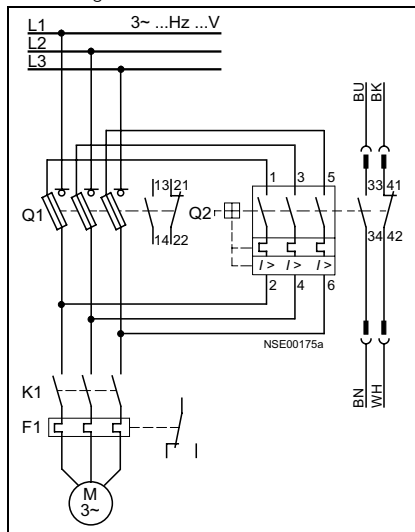 L1 3~ ...Hz ...V
L2
L3
BU BK
1 3 5
13 21 33 41
Q1 Q2
14 22 34 42
I > I > I >
2 4 6
NSE00175a
K1
BN WH
F1
M
3~